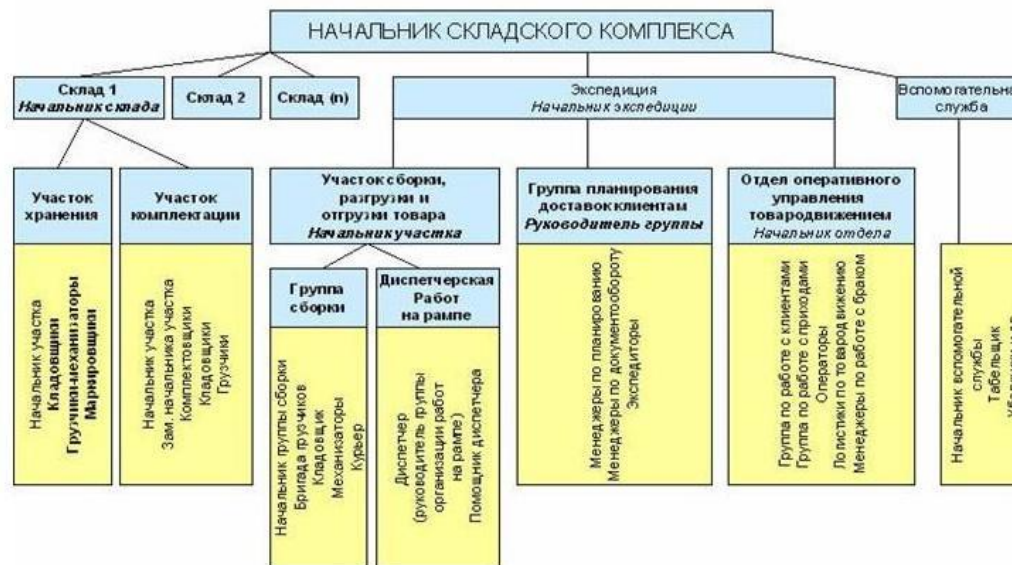 НАЧАЛЬНИК СКЛАДСКОГО КОМПЛЕКСА
Склад 1
Начальник склада
Склад 2
Склад (n)
Экспедиция
Начальник экспедиции
Вспомогательна
служба
Участок
хранения
Участок
комплектации
Участок сборки,
разгрузки и
отгрузки товара
Начальник участка
Группа планирования
доставок клиентам
Руководитель группы
Отдел оперативного
управления
товародвижением
Начальник отдела
Группа
сборки
Диспетчерская
Работ
на рампе
Начальник участка
Кладовщики
Грузчики-механизаторы
Маркировщики
Начальник участка
Зам. начальника участка
Комплектовщики
Кладовщики
Грузчики
Начальник группы сборки
Бригада грузчиков
Кладовщик
Механизаторы
Курьер
Диспетчер
(руководитель группы
организации работ
на рампе)
Помощник диспетчера
Менеджеры по планированию
Менеджеры по документообороту
Экспедиторы
Группа по работе с клиентами
Группа по работе с приходами
Операторы
Логистики по товародвижению
Менеджеры по работе с браком
Начальник вспомогательной
службы
Табельщик